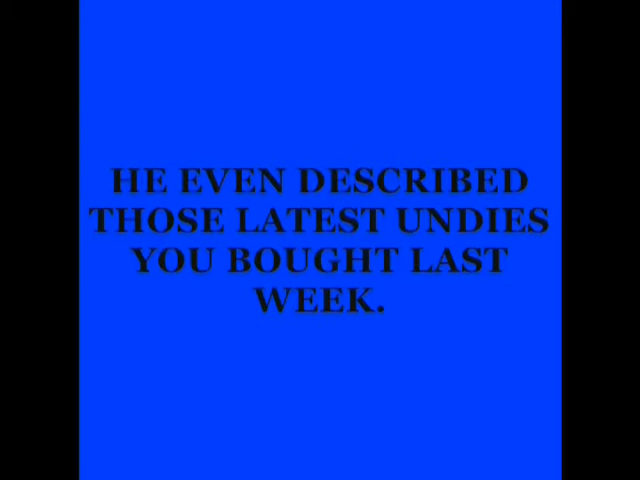 HE EVEN DESCRIBED
THOSE LATEST UNDIES
YOU BOUGHT LAST
WEEK.